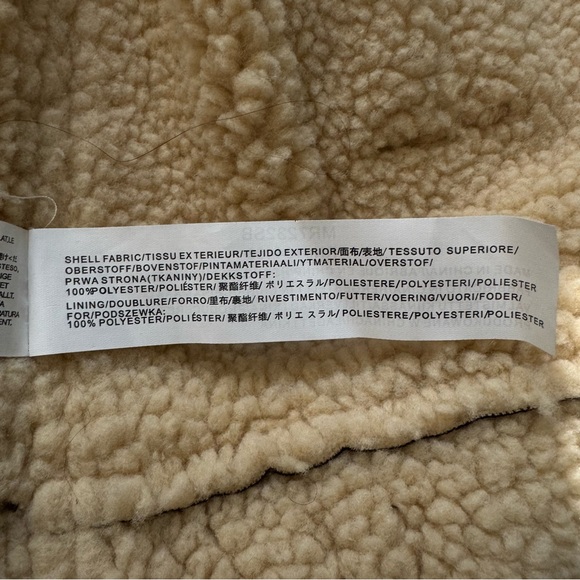 SHELL FABRIC/TISSU EXTERIEUR/TEJIDO EXTERIOR/面布/表地/TESSUTO SUPERIORE/
OBERSTOFF/BOVENSTOF/PINTAMATERIAALI/YTMATERIAL/OVERSTOF/
PRWA STRONA(TKANINY)/DEKKSTOFF:
100%POLYESTER/POLIÉSTER/聚酯纤维/ ポリエスラル/POLIESTERE/POLYESTERI/POLIESTER
LINING/DOUBLURE/FORRO/里布/裏地/ RIVESTIMENTO/FUTTER/VOERING/VUORI/FODER/
FOR/PODSZEWKA:
100% POLYESTER/POLIÉSTER/ 聚酯纤维/ ポリエ スラル/ POLIESTERE/POLYESTERI/POLIESTER